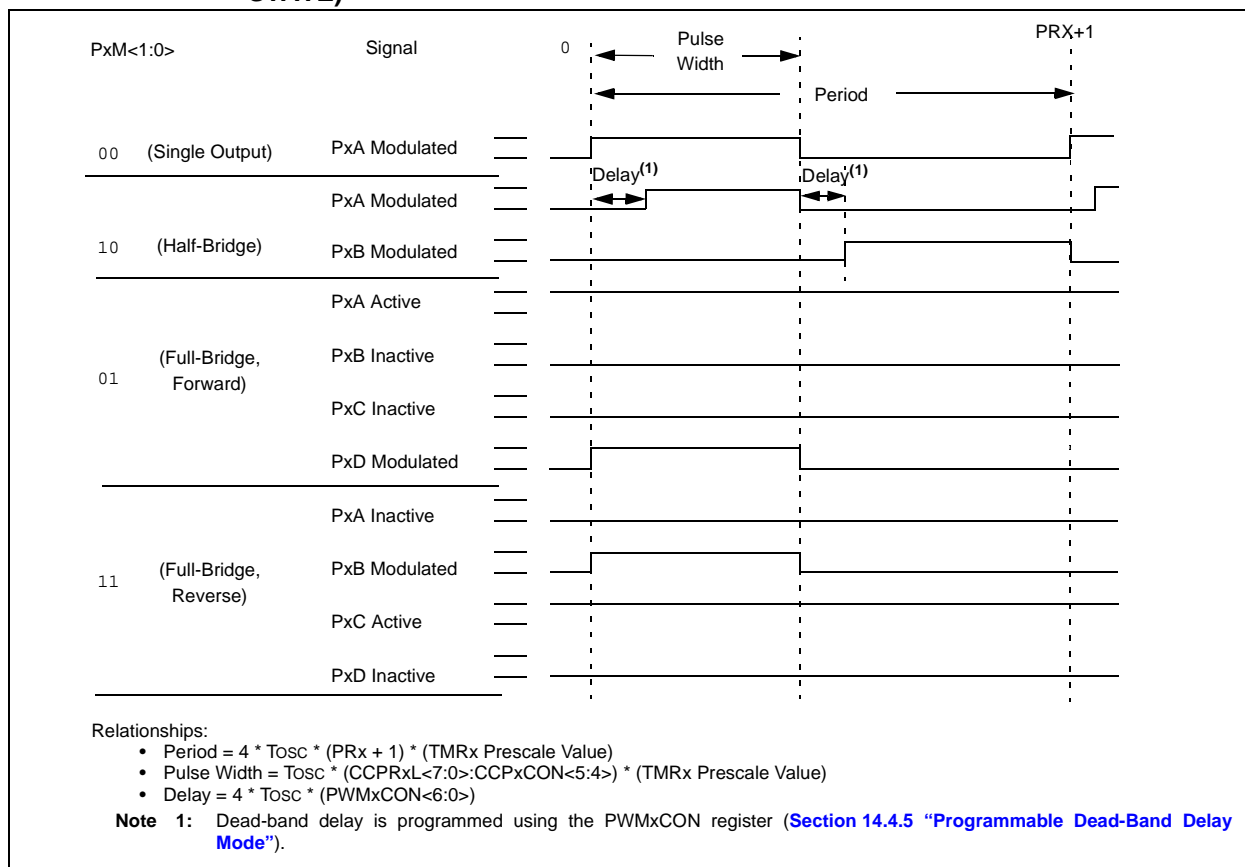 PxM<1:0> Signal 0 Pulse Width PRX+1
Period
00 (Single Output) PxA Modulated
Delay(1) Delay(1)
PxA Modulated
10 (Half-Bridge) PxB Modulated
PxA Active
PxB Inactive
01 (Full-Bridge, Forward)
PxC Inactive
PxD Modulated
PxA Inactive
PxB Modulated
11 (Full-Bridge, Reverse)
PxC Active
PxD Inactive
Relationships:
• Period = 4 * TOSC * (PRx + 1) * (TMRx Prescale Value)
• Pulse Width = TOSC * (CCPRxL<7:0>:CCPxCON<5:4>) * (TMRx Prescale Value)
• Delay = 4 * TOSC * (PWMxCON<6:0>)
Note 1: Dead-band delay is programmed using the PWMxCON register (Section 14.4.5 “Programmable Dead-Band Delay
Mode”).